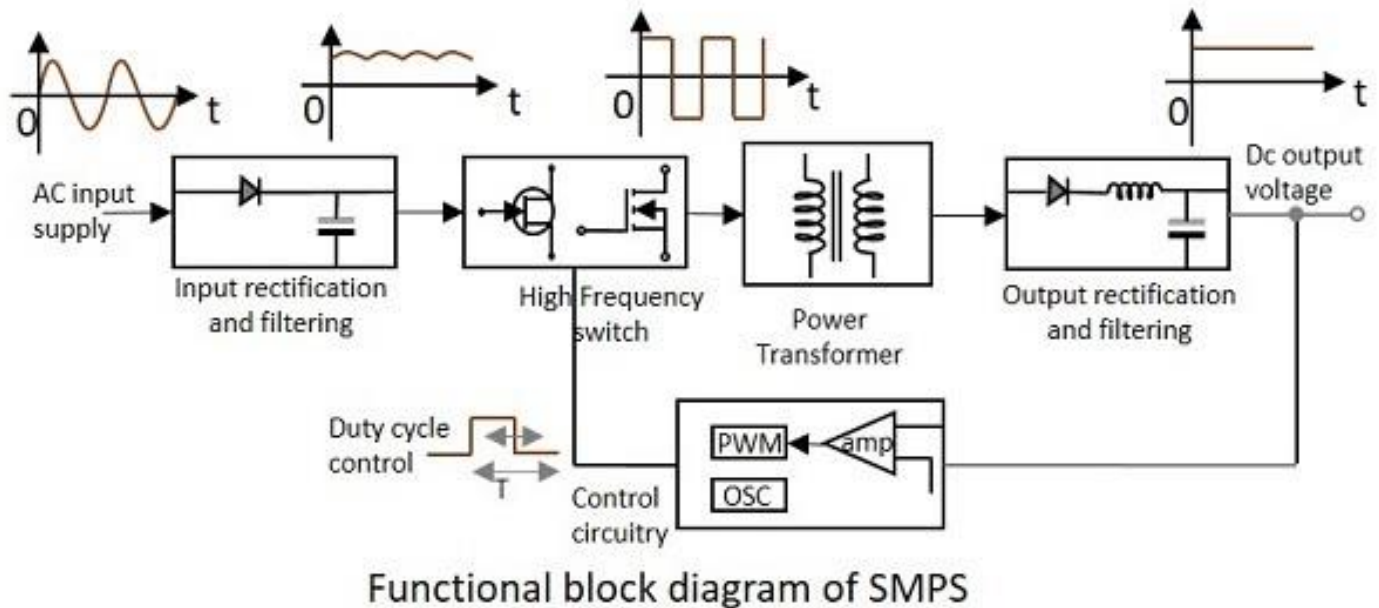 0
t
0
t
0
t
0
t
AC input
supply
Input rectification
and filtering
High Frequency
switch
Power
Transformer
Output rectification
and filtering
Dc output
voltage
Duty cycle
control
T
Control
circuitry
PWM
amp
OSC
Functional block diagram of SMPS